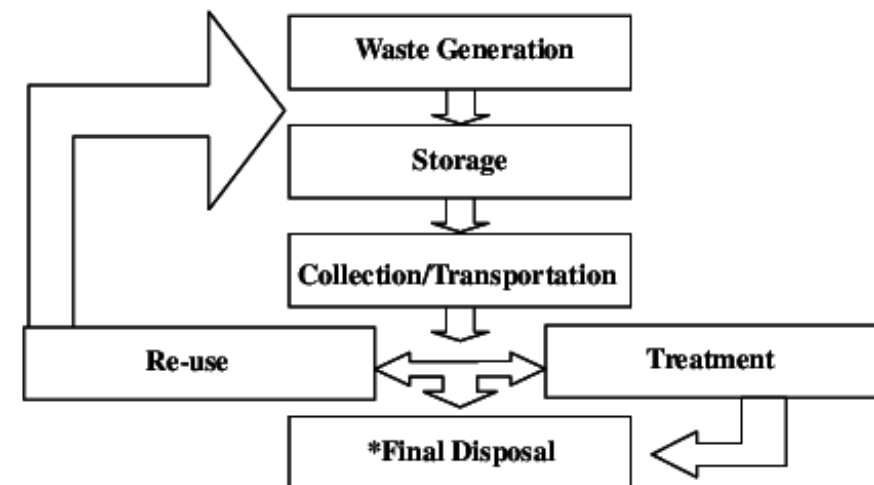 Waste Generation
Storage
Collection/Transportation
Re-use
Treatment
*Final Disposal